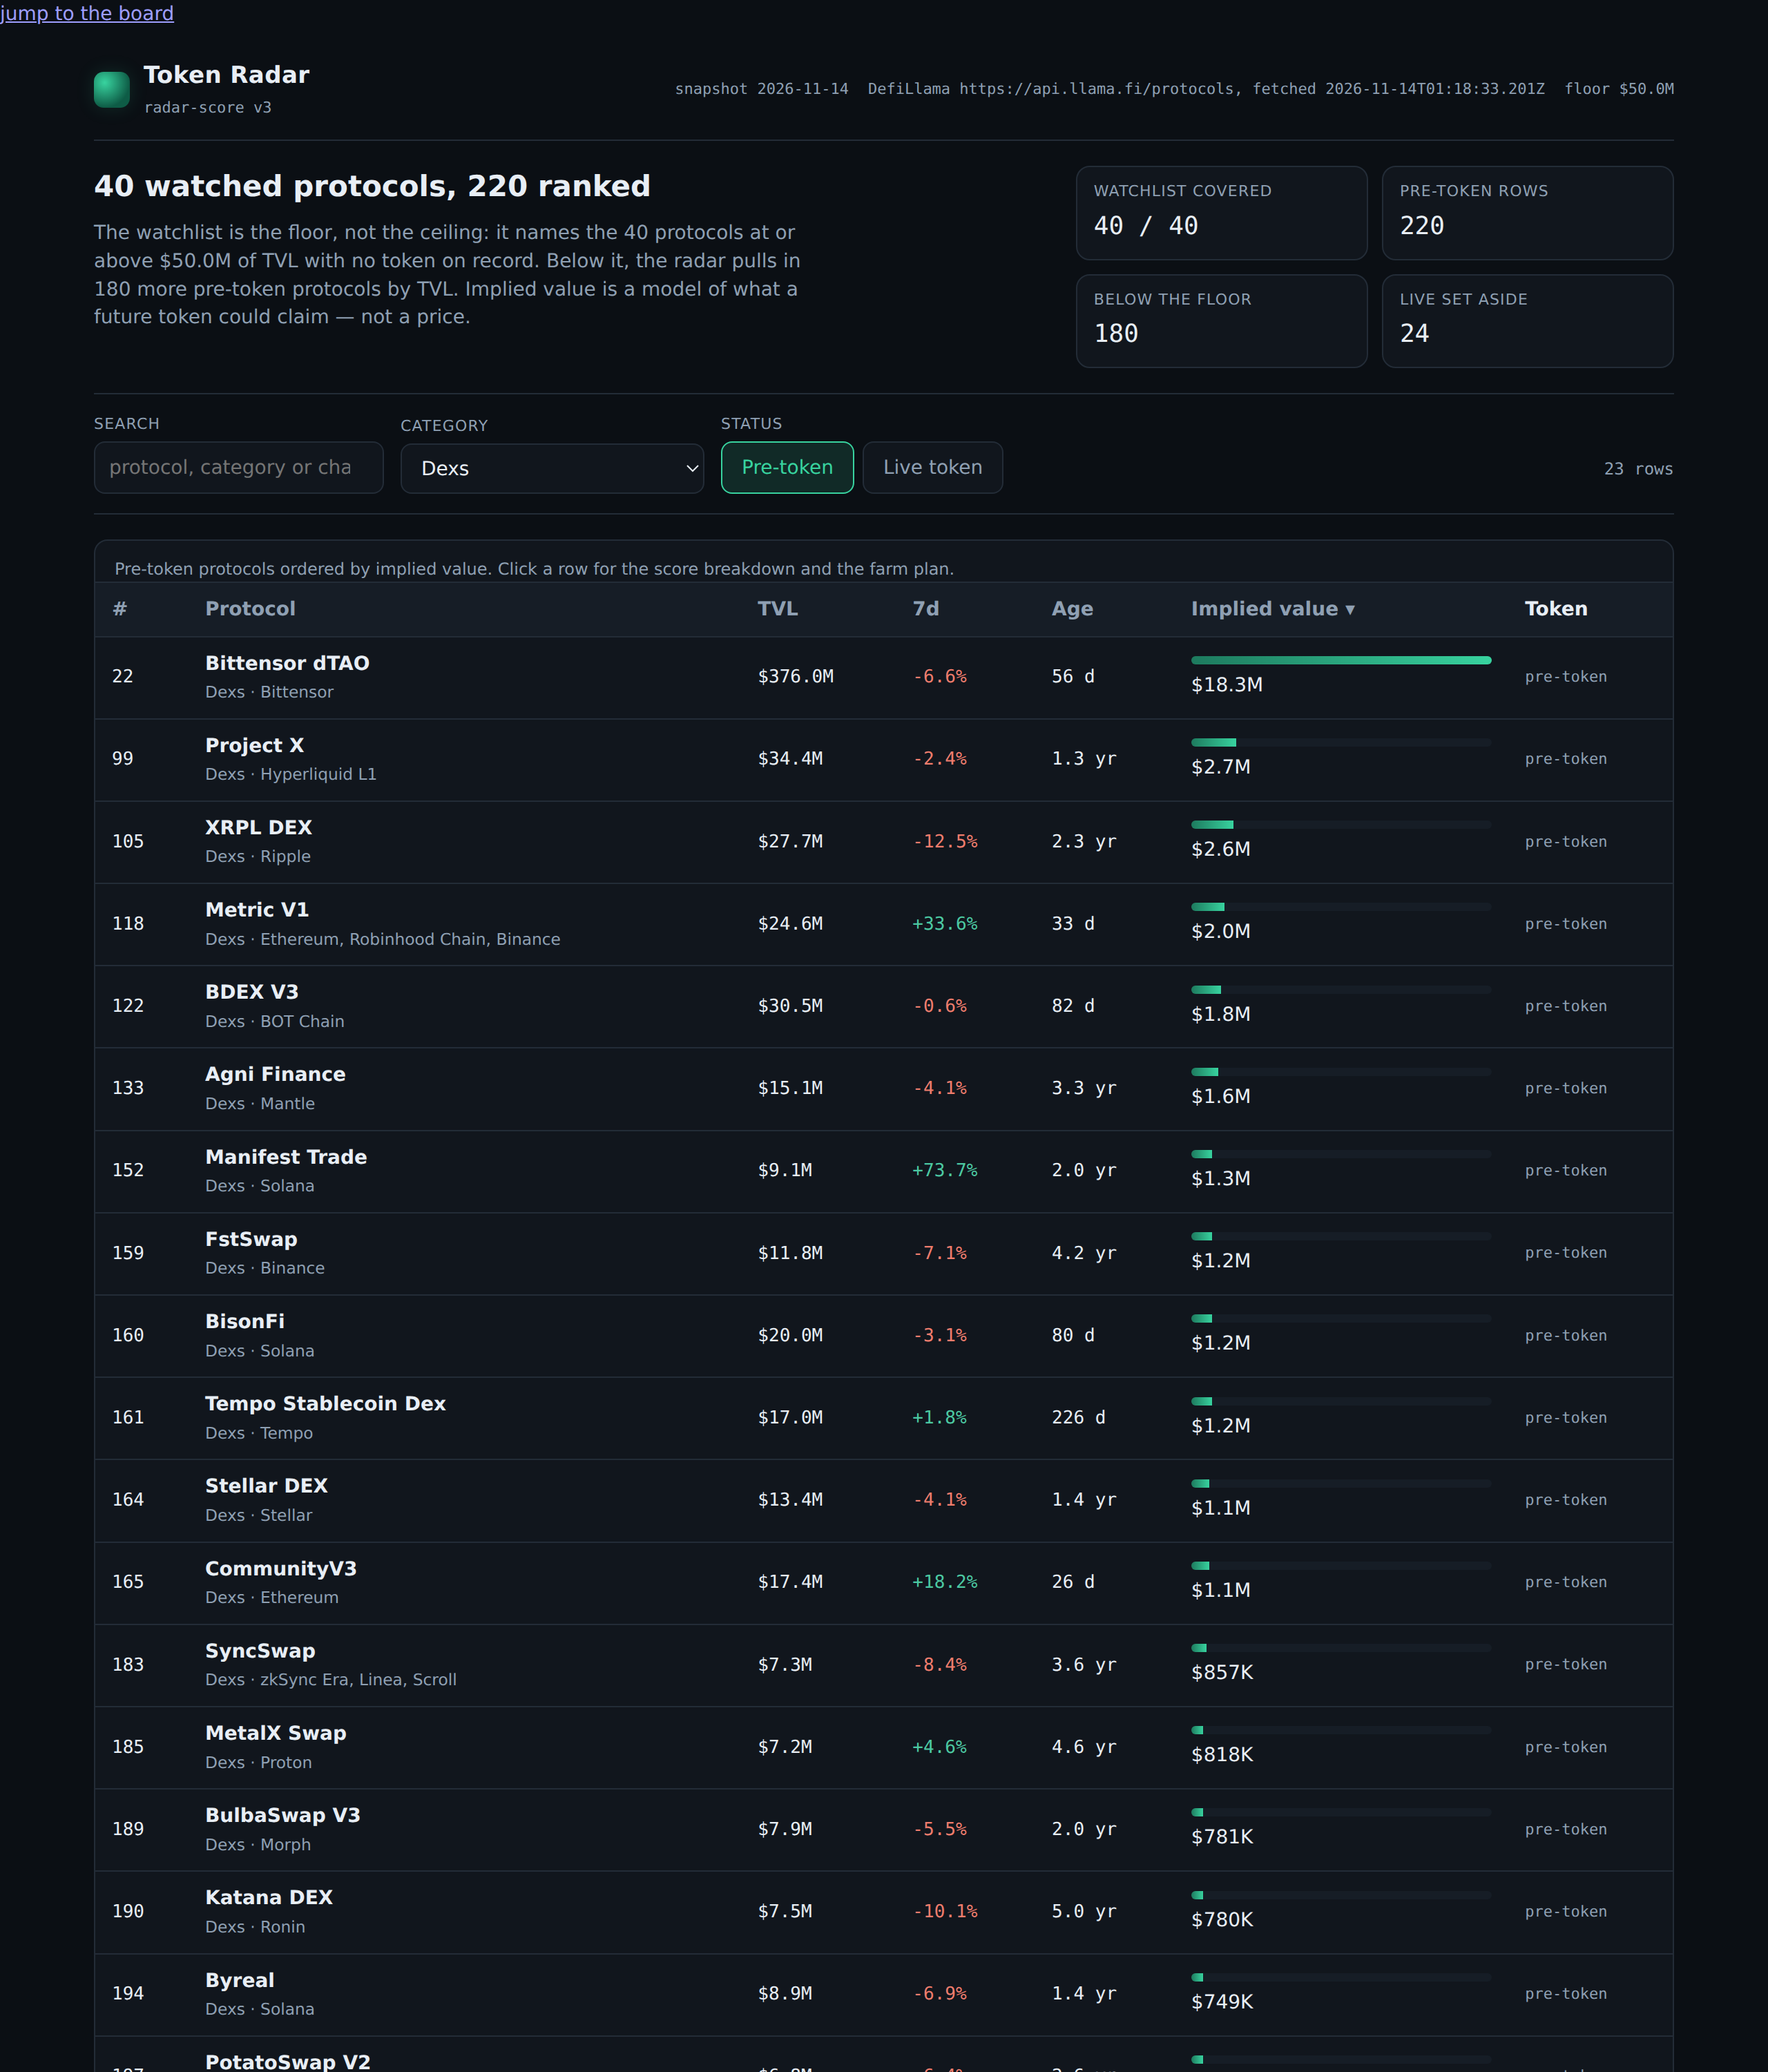 jump to the board
Token Radar
radar-score v3
snapshot 2026-11-14 DefiLlama https://api.llama.fi/protocols, fetched 2026-11-14T01:18:33.201Z floor $50.0M
40 watched protocols, 220 ranked
The watchlist is the floor, not the ceiling: it names the 40 protocols at or
above $50.0M of TVL with no token on record. Below it, the radar pulls in
180 more pre-token protocols by TVL. Implied value is a model of what a
future token could claim — not a price.
WATCHLIST COVERED
40 / 40
PRE-TOKEN ROWS
220
BELOW THE FLOOR
180
LIVE SET ASIDE
24
SEARCH
protocol, category or cha
CATEGORY
Dexs
STATUS
Pre-token Live token
23 rows
Pre-token protocols ordered by implied value. Click a row for the score breakdown and the farm plan.
# Protocol TVL 7d Age Implied value ▾ Token
22 Bittensor dTAO $376.0M -6.6% 56 d $18.3M pre-token
Dexs · Bittensor
99 Project X $34.4M -2.4% 1.3 yr $2.7M pre-token
Dexs · Hyperliquid L1
105 XRPL DEX $27.7M -12.5% 2.3 yr $2.6M pre-token
Dexs · Ripple
118 Metric V1 $24.6M +33.6% 33 d $2.0M pre-token
Dexs · Ethereum, Robinhood Chain, Binance
122 BDEX V3 $30.5M -0.6% 82 d $1.8M pre-token
Dexs · BOT Chain
133 Agni Finance $15.1M -4.1% 3.3 yr $1.6M pre-token
Dexs · Mantle
152 Manifest Trade $9.1M +73.7% 2.0 yr $1.3M pre-token
Dexs · Solana
159 FstSwap $11.8M -7.1% 4.2 yr $1.2M pre-token
Dexs · Binance
160 BisonFi $20.0M -3.1% 80 d $1.2M pre-token
Dexs · Solana
161 Tempo Stablecoin Dex $17.0M +1.8% 226 d $1.2M pre-token
Dexs · Tempo
164 Stellar DEX $13.4M -4.1% 1.4 yr $1.1M pre-token
Dexs · Stellar
165 CommunityV3 $17.4M +18.2% 26 d $1.1M pre-token
Dexs · Ethereum
183 SyncSwap $7.3M -8.4% 3.6 yr $857K pre-token
Dexs · zkSync Era, Linea, Scroll
185 MetalX Swap $7.2M +4.6% 4.6 yr $818K pre-token
Dexs · Proton
189 BulbaSwap V3 $7.9M -5.5% 2.0 yr $781K pre-token
Dexs · Morph
190 Katana DEX $7.5M -10.1% 5.0 yr $780K pre-token
Dexs · Ronin
194 Byreal $8.9M -6.9% 1.4 yr $749K pre-token
Dexs · Solana
PotatoSwap V2